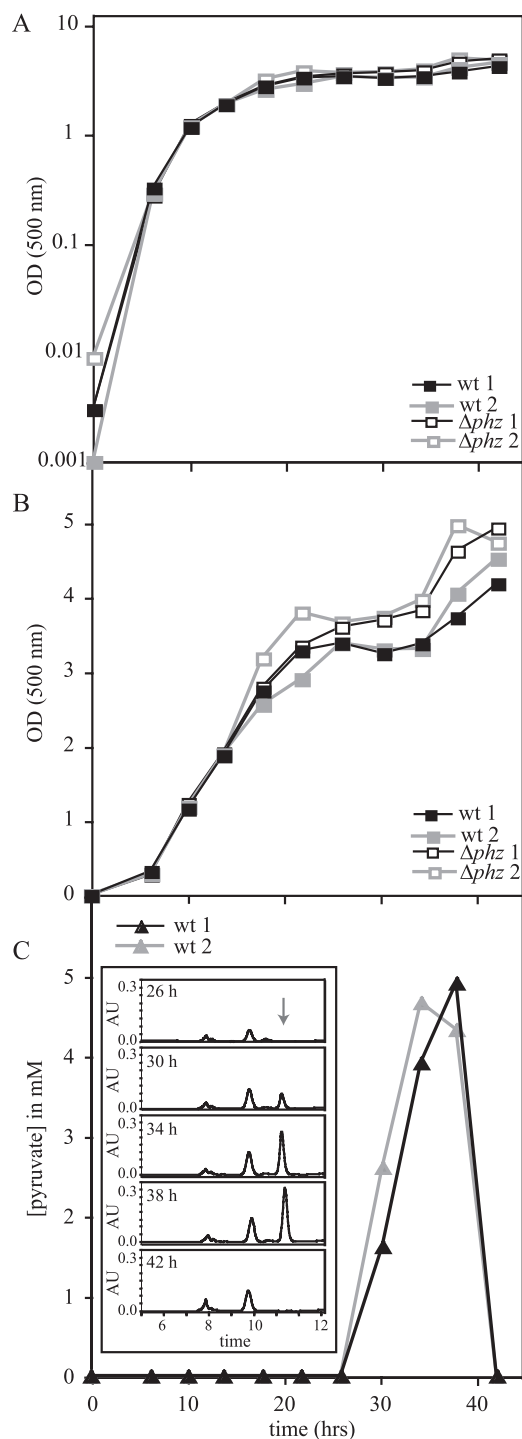 A
10
1
0.1
0.01
0.001
OD (500 nm)
wt 1
wt 2
Δphz 1
Δphz 2
B
5
4
3
2
1
0
OD (500 nm)
wt 1
wt 2
Δphz 1
Δphz 2
C
wt 1
wt 2
5
4
3
2
1
0
[pyruvate] in mM
0.3
26 h
AU
0.0
0.3
30 h
AU
0.0
0.3
34 h
AU
0.0
0.3
38 h
AU
0.0
0.3
42 h
AU
0.0
6 8 10 12
time
0 10 20 30 40
time (hrs)